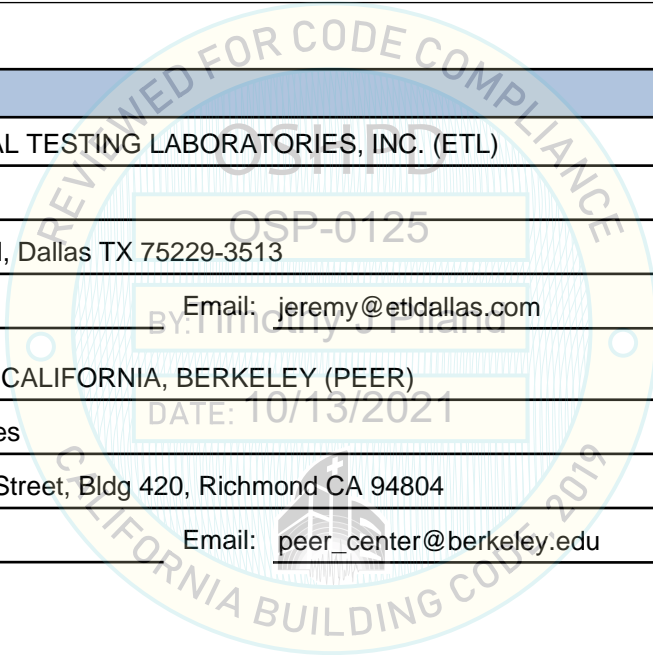 REVIEWED FOR CODE COMPLIANCE
AL TESTING LABORATORIES, INC. (ETL)
OSHPD
OSP-0125
, Dallas TX 75229-3513
Email: jeremy@etldallas.com
BY: Timothy J Piland
CALIFORNIA, BERKELEY (PEER)
DATE: 10/13/2021
es
Street, Bldg 420, Richmond CA 94804
Email: peer_center@berkeley.edu
CALIFORNIA BUILDING CODE, 2019